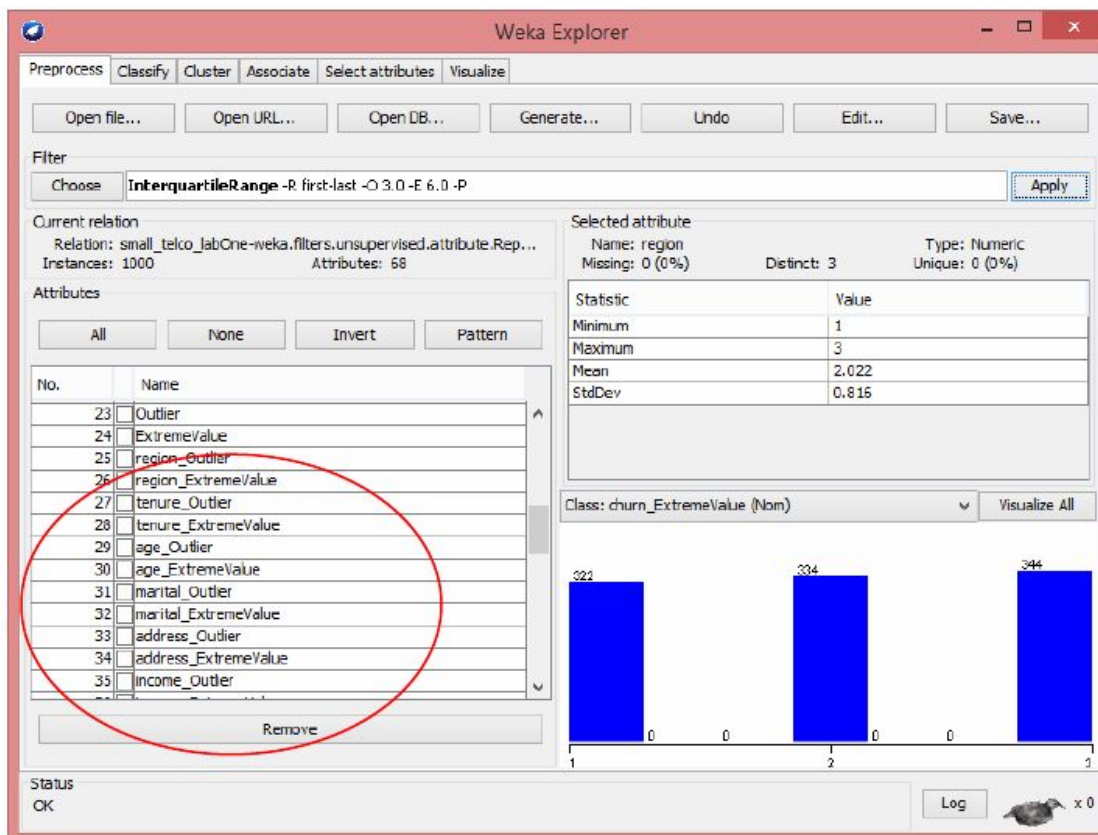 Weka Explorer
Preprocess Classify Cluster Associate Select attributes Visualize
Open file... Open URL... Open DB... Generate... Undo Edit... Save...
Filter
Choose InterquartileRange -R first-last -O 3.0 -E 6.0 -P Apply
Current relation
Relation: small_telco_labOne-weka.filters.unsupervised.attribute.Rep...
Instances: 1000 Attributes: 68
Attributes
All None Invert Pattern
No. Name
23 Outlier
24 ExtremeValue
25 region_Outlier
26 region_ExtremeValue
27 tenure_Outlier
28 tenure_ExtremeValue
29 age_Outlier
30 age_ExtremeValue
31 marital_Outlier
32 marital_ExtremeValue
33 address_Outlier
34 address_ExtremeValue
35 income_Outlier
Remove
Selected attribute
Name: region Type: Numeric
Missing: 0 (0%) Distinct: 3 Unique: 0 (0%)
Statistic Value
Minimum 1
Maximum 3
Mean 2.022
StdDev 0.816
Class: churn_ExtremeValue (Nom) Visualize All
322 0 0 334 0 0 344
1 2 3
Status
OK
Log x 0